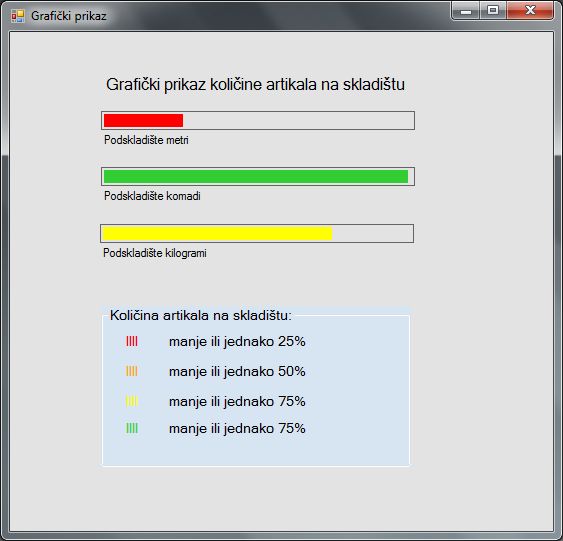 Grafički prikaz
Grafički prikaz količine artikala na skladištu
Podskladište metri
Podskladište komadi
Podskladište kilogrami
Količina artikala na skladištu:
IIII manje ili jednako 25%
IIII manje ili jednako 50%
IIII manje ili jednako 75%
IIII manje ili jednako 75%